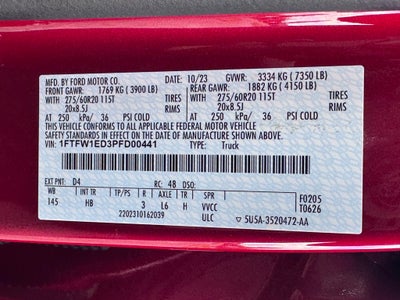 MFD. BY FORD MOTOR CO. 10/23 GVWR: 3334 KG ( 7350 LB)
FRONT GAWR: 1769 KG ( 3900 LB) REAR GAWR: 1882 KG ( 4150 LB)
275/60R20 115T TIRES 275/60R20 115T TIRES
20x8.5J RIMS 20x8.5J RIMS
AT 250 kPa/ 36 PSI COLD AT 250 kPa/ 36 PSI COLD
THIS VEHICLE CONFORMS TO ALL APPLICABLE FEDERAL MOTOR VEHICLE
SAFETY STANDARDS IN EFFECT ON THE DATE OF MANUFACTURE SHOWN ABOVE.
VIN: 1FTFW1ED3PFD00441
TYPE: TRUCK
EXT PNT: D4 RC: 48 DSO: F0205
WB INT TR TP/PS R AXLE TR SPR T0626
145 HB 3 L6 H VVCC
2202310162039 ULC 5U5A-3520472-AA